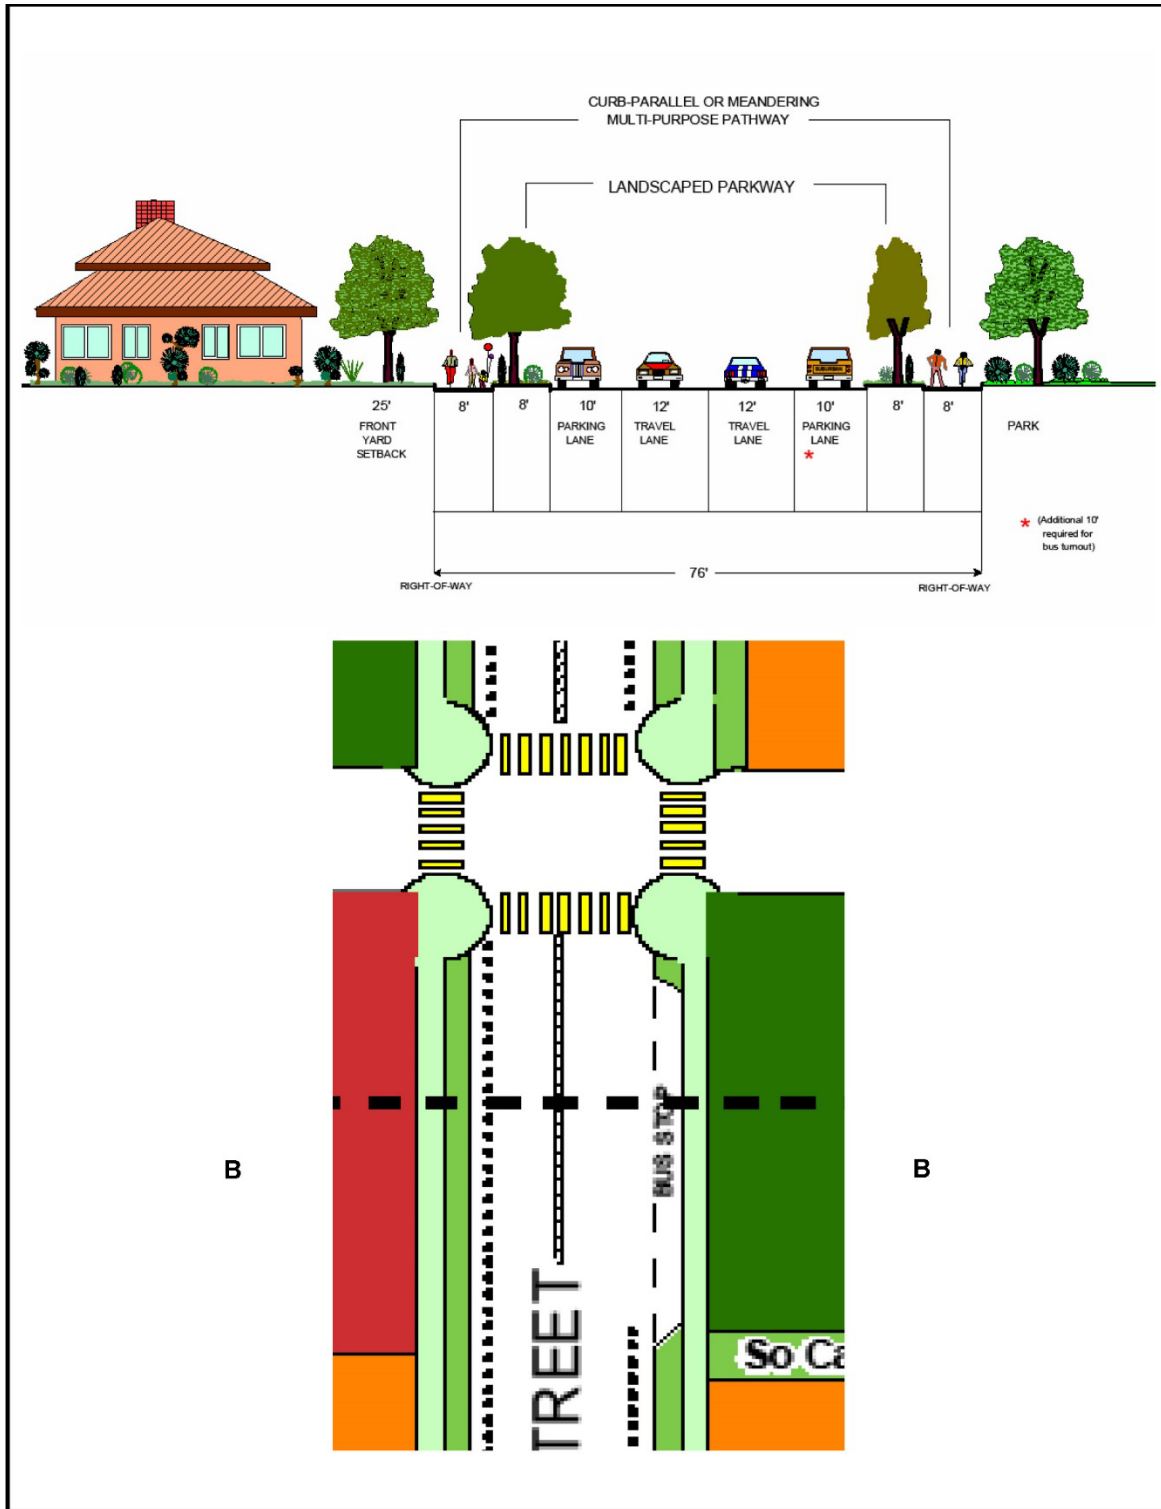 CURB-PARALLEL OR MEANDERING
MULTI-PURPOSE PATHWAY
LANDSCAPED PARKWAY
SUBURBAN
25' 8' 8' 10' 12' 12' 10' 8' 8'
FRONT
YARD
SETBACK
PARKING
LANE
TRAVEL
LANE
TRAVEL
LANE
PARKING
LANE
*
PARK
* (Additional 10'
required for
bus turnout)
76'
RIGHT-OF-WAY
RIGHT-OF-WAY
BUS STOP
B
B
TREET
So Ca